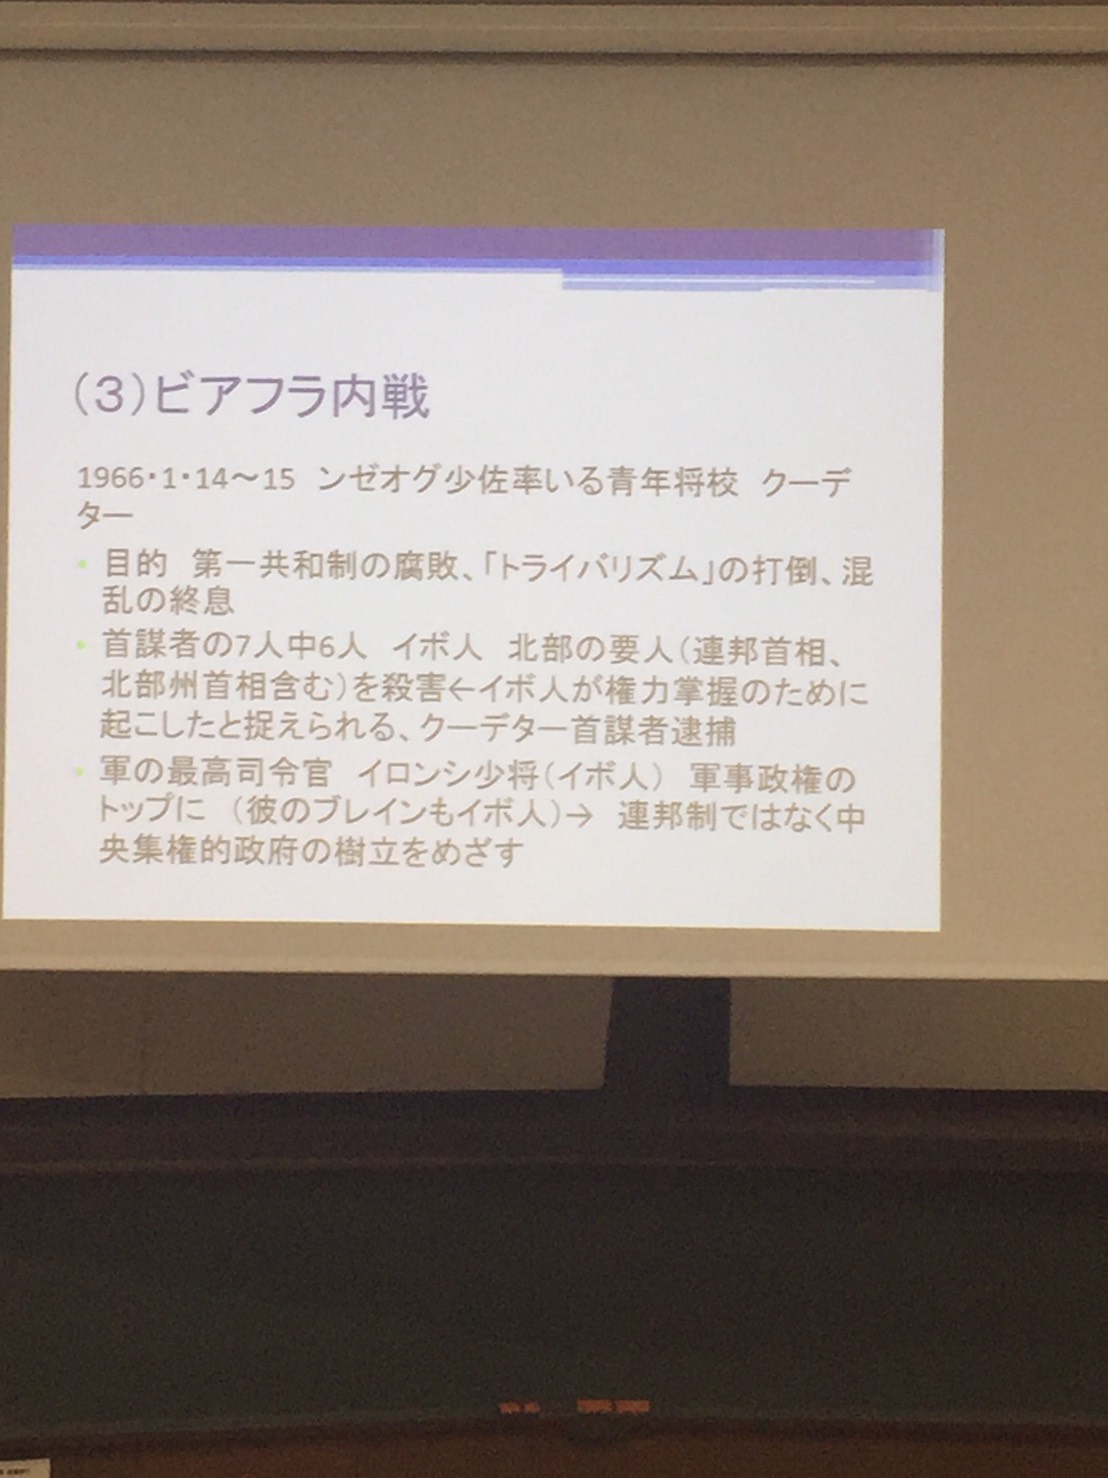 (3)ビアフラ内戦
1966・1・14～15　ンゼオグ少佐率いる青年将校　クーデ
ター
• 目的　第一共和制の腐敗、「トライバリズム」の打倒、混
乱の終息
• 首謀者の7人中6人　イボ人　北部の要人(連邦首相、
北部州首相含む)を殺害←イボ人が権力掌握のために
起こしたと捉えられる、クーデター首謀者逮捕
• 軍の最高司令官　イロンシ少将(イボ人)　軍事政権の
トップに　(彼のブレインもイボ人)→　連邦制ではなく中
央集権的政府の樹立をめざす